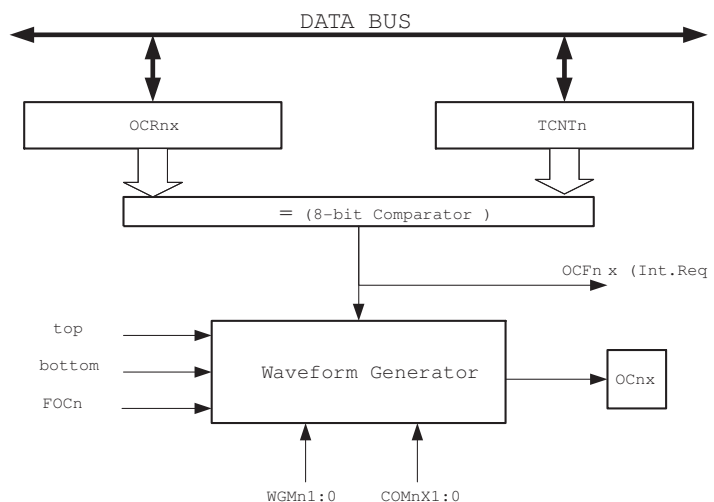 DATA BUS
OCRnx
TCNTn
= (8-bit Comparator )
OCFn x (Int.Req
top
bottom
FOCn
Waveform Generator
OCnx
WGMn1:0
COMnX1:0